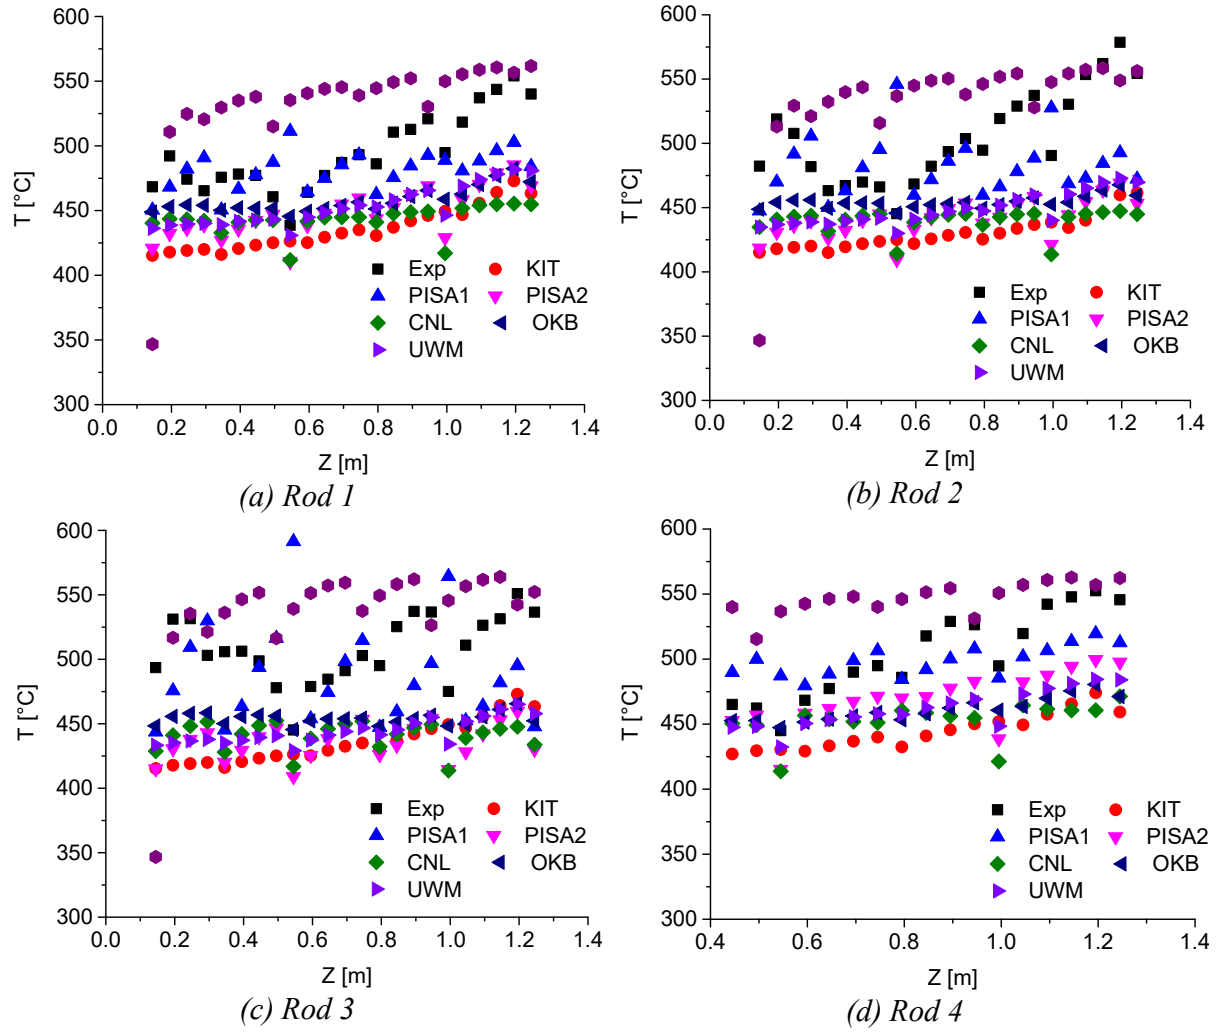 600
550
500
450
400
350
300
T [°C]
Exp KIT
PISA1 PISA2
CNL OKB
UWM
0.0 0.2 0.4 0.6 0.8 1.0 1.2 1.4
Z [m]
(a) Rod 1
600
550
500
450
400
350
300
T [°C]
Exp KIT
PISA1 PISA2
CNL OKB
UWM
0.0 0.2 0.4 0.6 0.8 1.0 1.2 1.4
Z [m]
(b) Rod 2
600
550
500
450
400
350
300
T [°C]
Exp KIT
PISA1 PISA2
CNL OKB
UWM
0.0 0.2 0.4 0.6 0.8 1.0 1.2 1.4
Z [m]
(c) Rod 3
600
550
500
450
400
350
300
T [°C]
Exp KIT
PISA1 PISA2
CNL OKB
UWM
0.4 0.6 0.8 1.0 1.2 1.4
Z [m]
(d) Rod 4